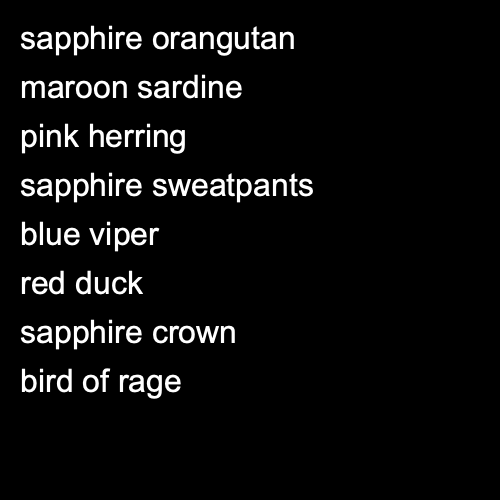 sapphire orangutan
maroon sardine
pink herring
sapphire sweatpants
blue viper
red duck
sapphire crown
bird of rage